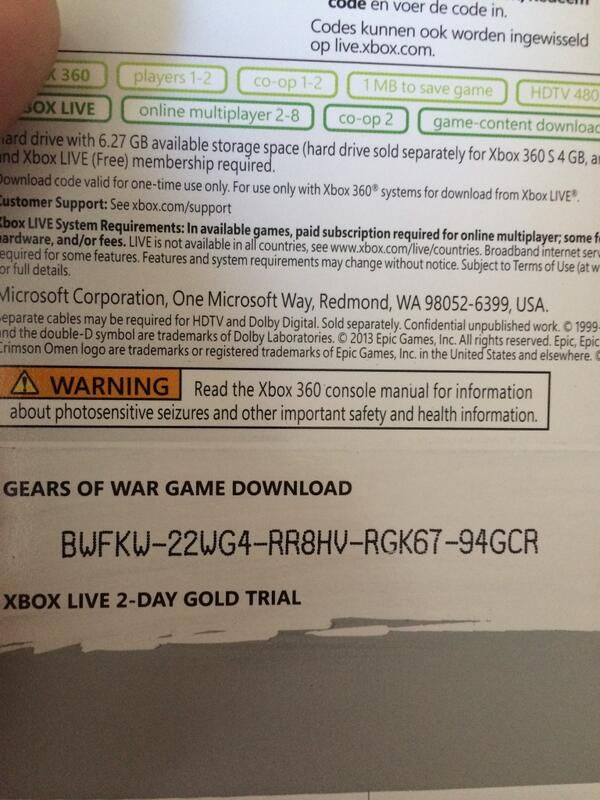 code en voer de code in.
Codes kunnen ook worden ingewisseld
op live.xbox.com.
360 players 1-2 co-op 1-2 1 MB to save game HDTV 480
BOX LIVE online multiplayer 2-8 co-op 2 game-content download
hard drive with 6.27 GB available storage space (hard drive sold separately for Xbox 360 S 4 GB, an
and Xbox LIVE (Free) membership required.
Download code valid for one-time use only. For use only with Xbox 360® systems for download from Xbox LIVE®.
Customer Support: See xbox.com/support
Xbox LIVE System Requirements: In available games, paid subscription required for online multiplayer; some f
hardware, and/or fees. LIVE is not available in all countries, see www.xbox.com/live/countries. Broadband internet serv
required for some features. Features and system requirements may change without notice. Subject to Terms of Use (at w
for full details.
Microsoft Corporation, One Microsoft Way, Redmond, WA 98052-6399, USA.
Separate cables may be required for HDTV and Dolby Digital. Sold separately. Confidential unpublished work. © 1999-
and the double-D symbol are trademarks of Dolby Laboratories. © 2013 Epic Games, Inc. All rights reserved. Epic, Epic
Crimson Omen logo are trademarks or registered trademarks of Epic Games, Inc. in the United States and elsewhere. ©
WARNING Read the Xbox 360 console manual for information
about photosensitive seizures and other important safety and health information.
GEARS OF WAR GAME DOWNLOAD
BWFKW-22WG4-RR8HV-RGK67-94GCR
XBOX LIVE 2-DAY GOLD TRIAL